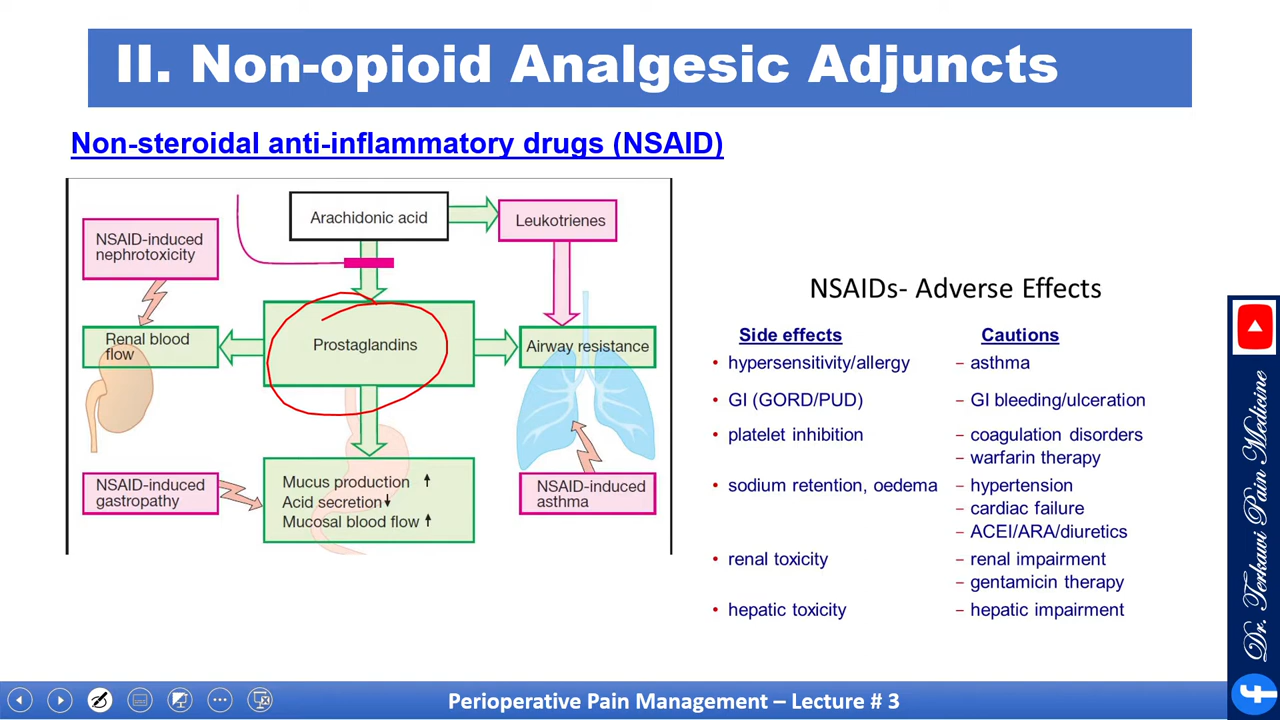 II. Non-opioid Analgesic Adjuncts
Non-steroidal anti-inflammatory drugs (NSAID)
Arachidonic acid
Leukotrienes
NSAID-induced
nephrotoxicity
Renal blood
flow
Prostaglandins
Airway resistance
NSAID-induced
gastropathy
Mucus production
Acid secretion
Mucosal blood flow
NSAID-induced
asthma
NSAIDs- Adverse Effects
Side effects Cautions
• hypersensitivity/allergy – asthma
• GI (GORD/PUD) – GI bleeding/ulceration
• platelet inhibition – coagulation disorders
– warfarin therapy
• sodium retention, oedema – hypertension
– cardiac failure
– ACEI/ARA/diuretics
• renal toxicity – renal impairment
– gentamicin therapy
• hepatic toxicity – hepatic impairment
Dr. Terkawi Pain Medicine
Perioperative Pain Management – Lecture # 3